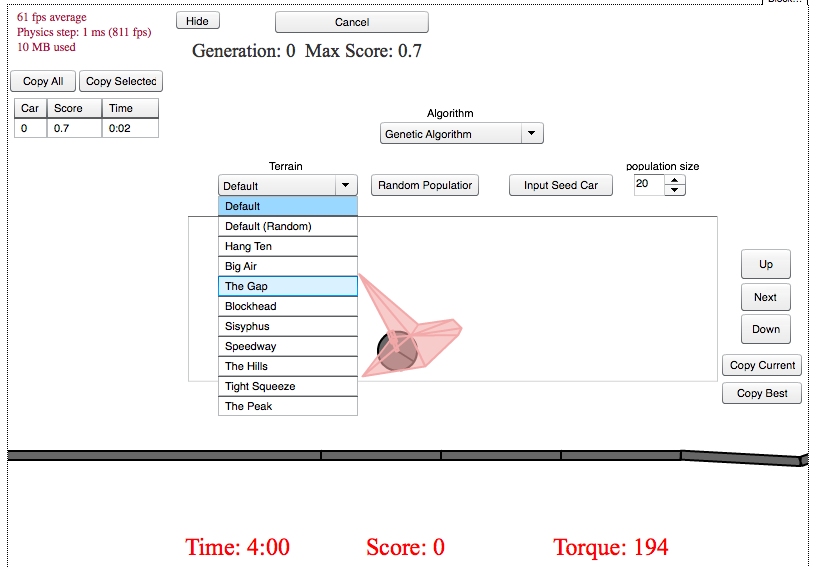 61 fps average
Physics step: 1 ms (811 fps)
10 MB used
Hide
Cancel
Generation: 0 Max Score: 0.7
Copy All
Copy Selectec
Car Score Time
0 0.7 0:02
Algorithm
Genetic Algorithm
Terrain
population size
Default
Random Populatior
Input Seed Car
20
Default
Default (Random)
Hang Ten
Big Air
The Gap
Blockhead
Sisyphus
Speedway
The Hills
Tight Squeeze
The Peak
Up
Next
Down
Copy Current
Copy Best
Time: 4:00 Score: 0 Torque: 194